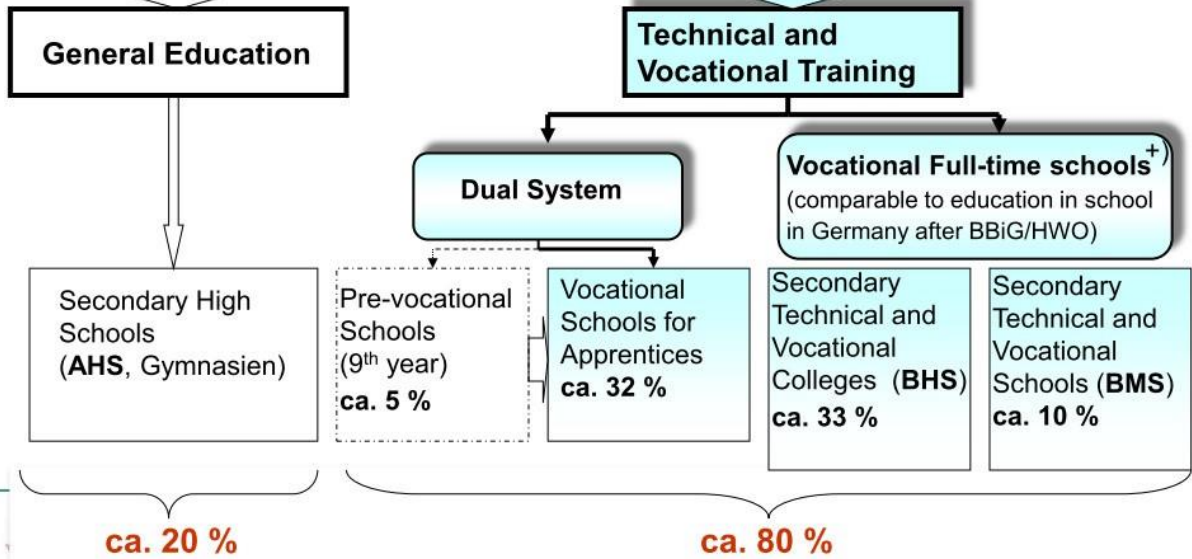 General Education
Technical and
Vocational Training
Dual System
Vocational Full-time schools+)
(comparable to education in school
in Germany after BBiG/HWO)
Secondary High
Schools
(AHS, Gymnasien)
Pre-vocational
Schools
(9th year)
ca. 5 %
Vocational
Schools for
Apprentices
ca. 32 %
Secondary
Technical and
Vocational
Colleges (BHS)
ca. 33 %
Secondary
Technical and
Vocational
Schools (BMS)
ca. 10 %
ca. 20 %
ca. 80 %